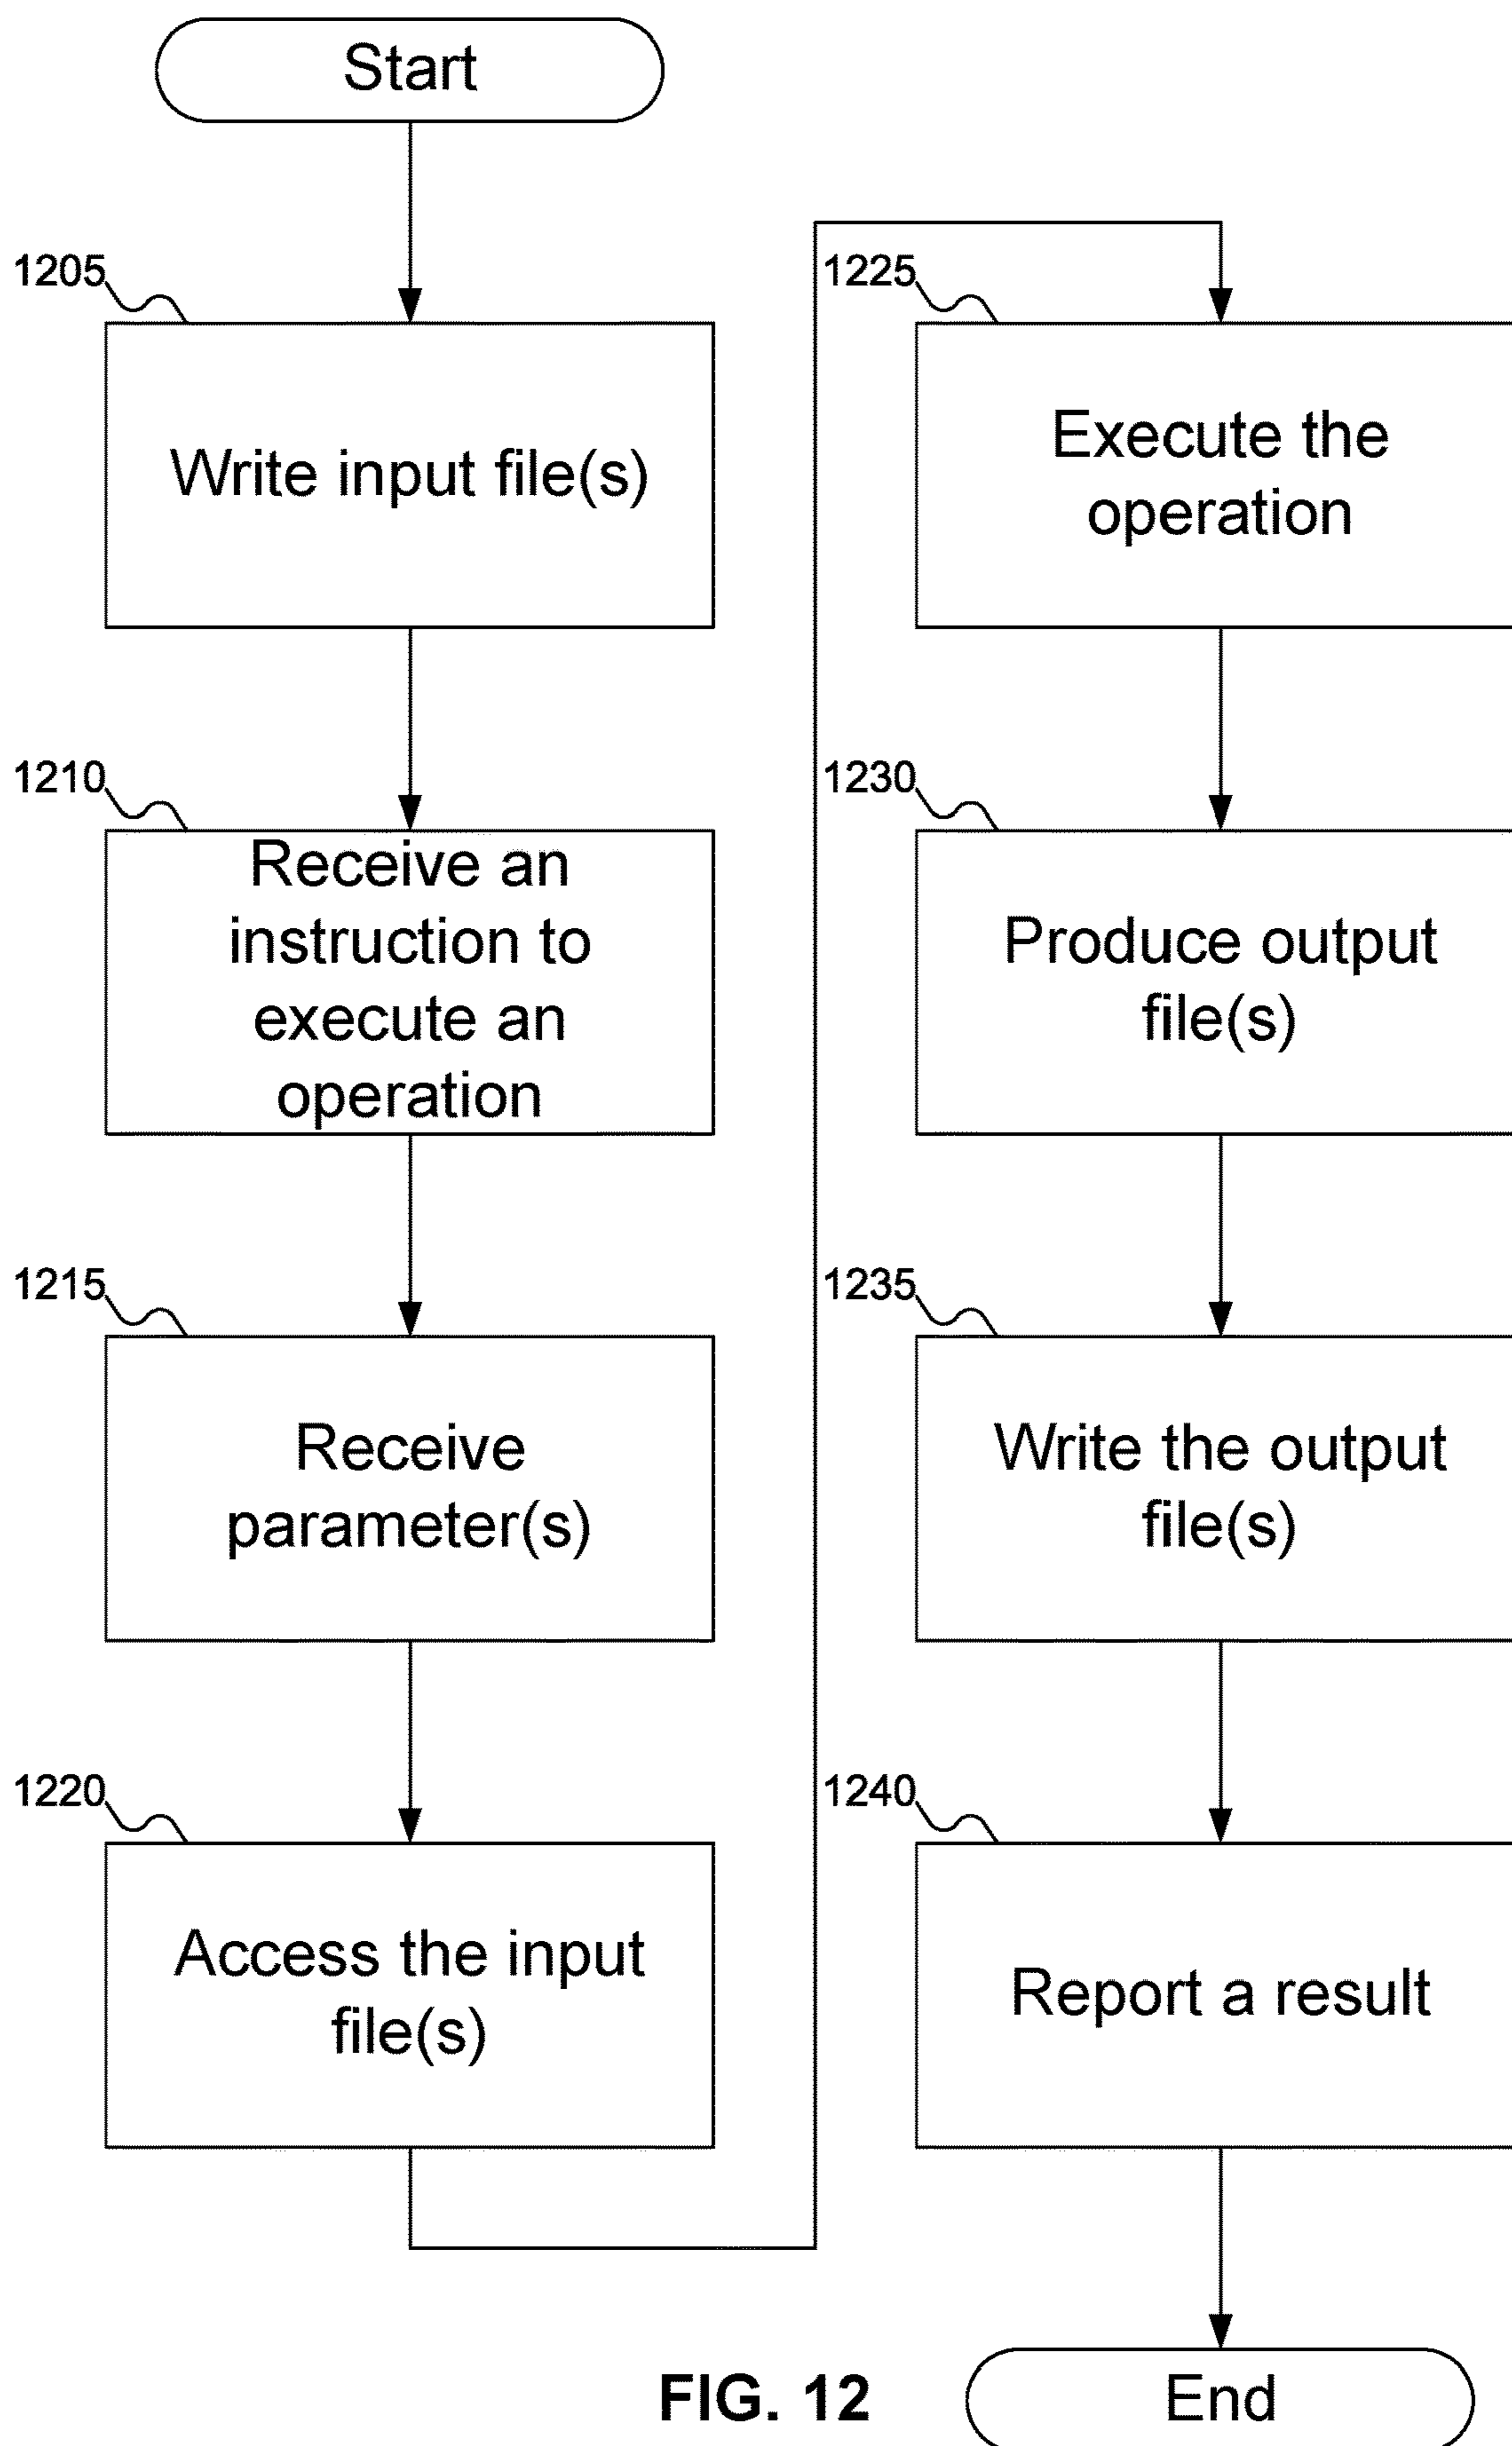 Start
1205
Write input file(s)
1210
Receive an
instruction to
execute an
operation
1215
Receive
parameter(s)
1220
Access the input
file(s)
1225
Execute the
operation
1230
Produce output
file(s)
1235
Write the output
file(s)
1240
Report a result
End
FIG. 12